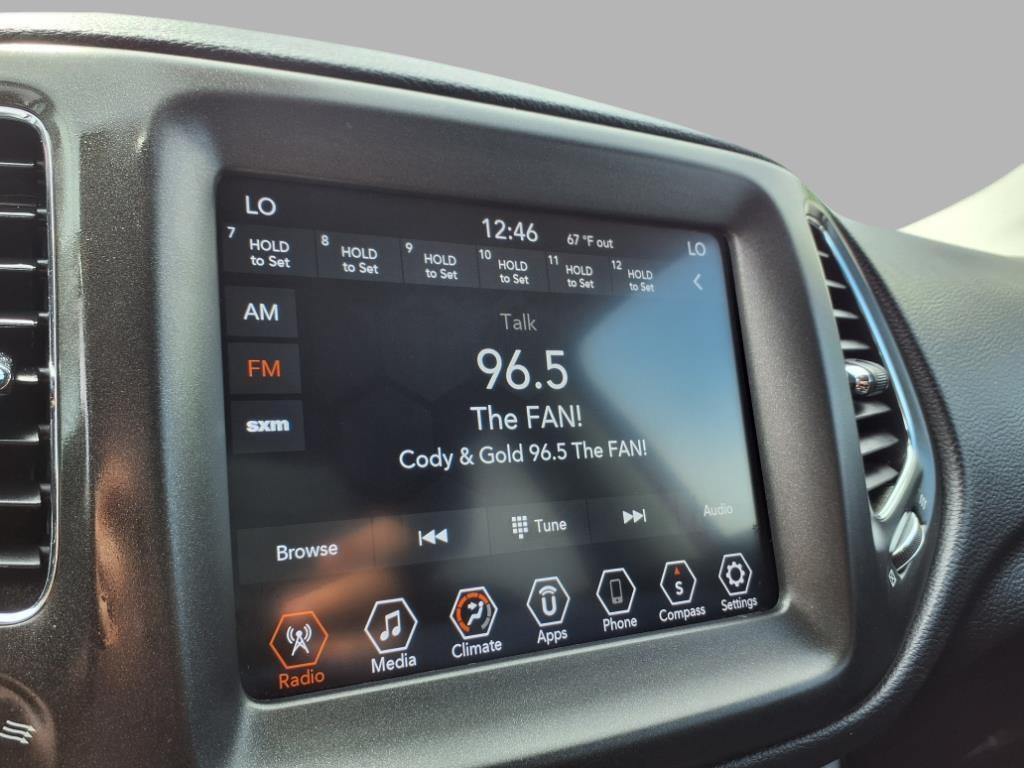 LO
12:46
67 °F out
LO
7
HOLD
to Set
8
HOLD
to Set
9
HOLD
to Set
10
HOLD
to Set
11
HOLD
to Set
12
HOLD
to Set
AM
FM
sxm
Talk
96.5
The FAN!
Cody & Gold 96.5 The FAN!
Browse
Tune
Audio
Radio
Media
Climate
U
Apps
Phone
S
Compass
Settings